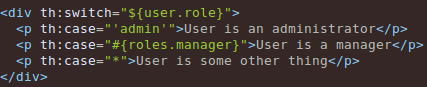 <div th:switch="${user.role}">
  <p th:case="'admin'">User is an administrator</p>
  <p th:case="#{roles.manager}">User is a manager</p>
  <p th:case="*">User is some other thing</p>
</div>